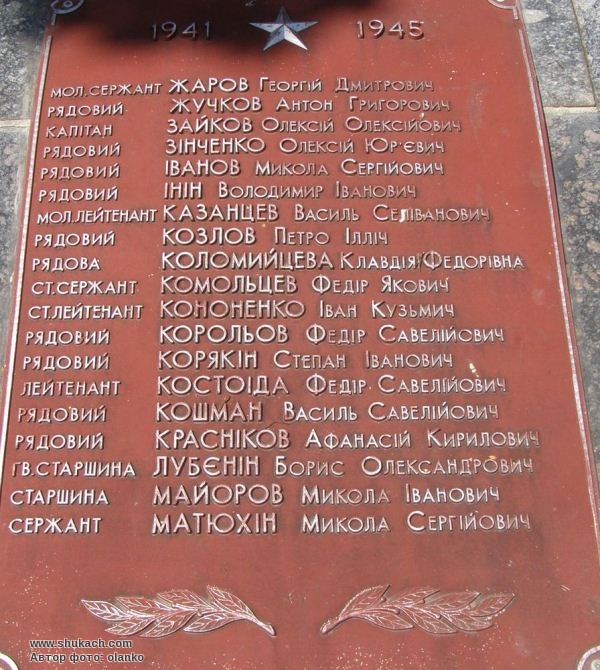 1941 1945
МОЛ. СЕРЖАНТ ЖАРОВ ГЕОРГІЙ ДМИТРОВИЧ
РЯДОВИЙ ЖУЧКОВ АНТОН ГРИГОРОВИЧ
КАПІТАН ЗАЙКОВ ОЛЕКСІЙ ОЛЕКСІЙОВИЧ
РЯДОВИЙ ЗІНЧЕНКО ОЛЕКСІЙ ЮР'ЄВИЧ
РЯДОВИЙ ІВАНОВ МИКОЛА СЕРГІЙОВИЧ
РЯДОВИЙ ІНІН ВОЛОДИМИР ІВАНОВИЧ
МОЛ. ЛЕЙТЕНАНТ КАЗАНЦЕВ ВАСИЛЬ СЕЛІВАНОВИЧ
РЯДОВИЙ КОЗЛОВ ПЕТРО ІЛЛІЧ
РЯДОВА КОЛОМИЙЦЕВА КЛАВДІЯ ФЕДОРІВНА
СТ. СЕРЖАНТ КОМОЛЬЦЕВ ФЕДІР ЯКОВИЧ
СТ. ЛЕЙТЕНАНТ КОНОНЕНКО ІВАН КУЗЬМИЧ
РЯДОВИЙ КОРОЛЬОВ ФЕДІР САВЕЛІЙОВИЧ
РЯДОВИЙ КОРЯКІН СТЕПАН ІВАНОВИЧ
ЛЕЙТЕНАНТ КОСТОІДА ФЕДІР САВЕЛІЙОВИЧ
РЯДОВИЙ КОШМАН ВАСИЛЬ САВЕЛІЙОВИЧ
РЯДОВИЙ КРАСНІКОВ АФАНАСІЙ КИРИЛОВИЧ
ГВ. СТАРШИНА ЛУБЄНІН БОРИС ОЛЕКСАНДРОВИЧ
СТАРШИНА МАЙОРОВ МИКОЛА ІВАНОВИЧ
СЕРЖАНТ МАТЮХІН МИКОЛА СЕРГІЙОВИЧ
www.shukach.com
Автор фото: olanko